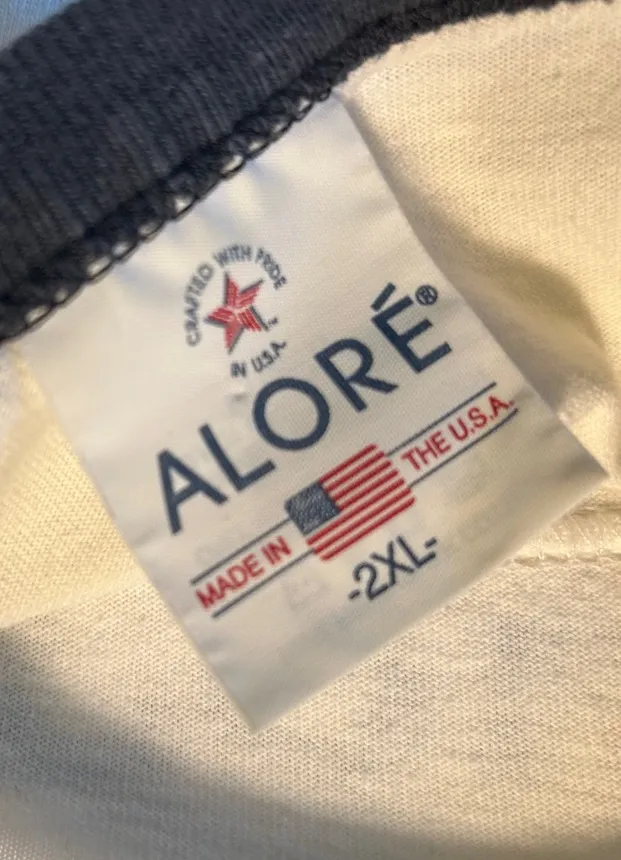 CRAFTED WITH PRIDE
IN U.S.A.
ALORÉ®
MADE IN THE U.S.A.
-2XL-